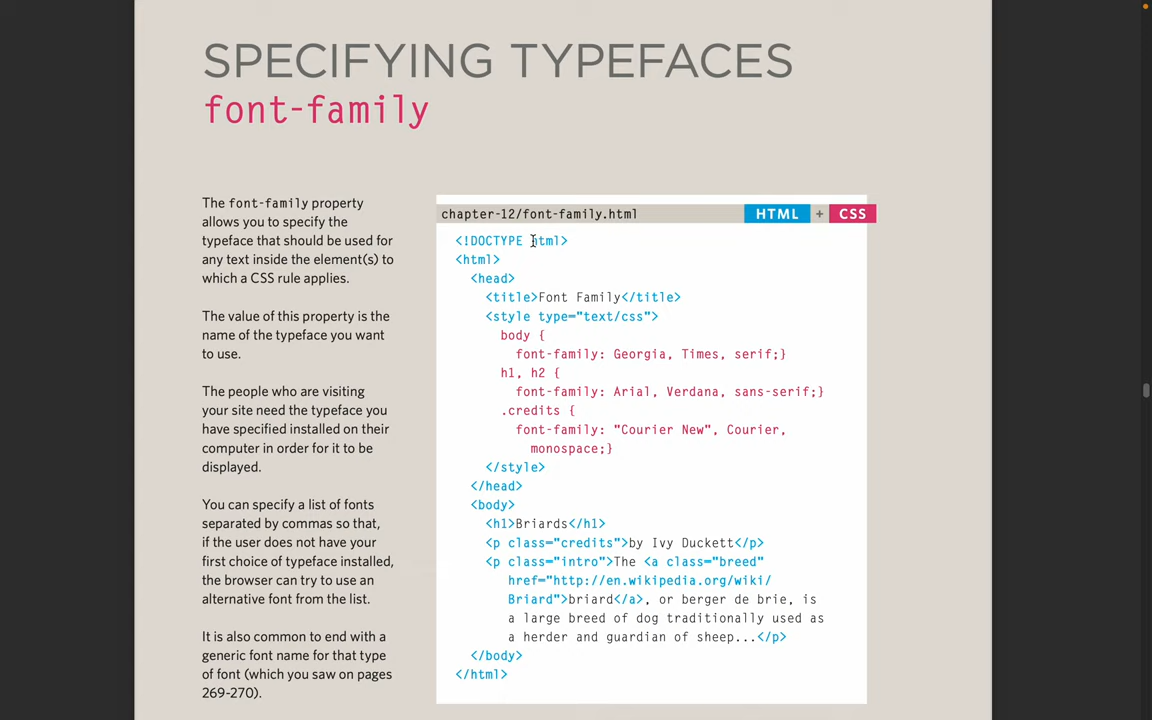 SPECIFYING TYPEFACES
font-family
The font-family property
allows you to specify the
typeface that should be used for
any text inside the element(s) to
which a CSS rule applies.
The value of this property is the
name of the typeface you want
to use.
The people who are visiting
your site need the typeface you
have specified installed on their
computer in order for it to be
displayed.
You can specify a list of fonts
separated by commas so that,
if the user does not have your
first choice of typeface installed,
the browser can try to use an
alternative font from the list.
It is also common to end with a
generic font name for that type
of font (which you saw on pages
269-270).
chapter-12/font-family.html HTML + CSS
<!DOCTYPE html>
<html>
<head>
<title>Font Family</title>
<style type="text/css">
body {
font-family: Georgia, Times, serif;}
h1, h2 {
font-family: Arial, Verdana, sans-serif;}
.credits {
font-family: "Courier New", Courier,
monospace;}
</style>
</head>
<body>
<h1>Briards</h1>
<p class="credits">by Ivy Duckett</p>
<p class="intro">The <a class="breed"
href="http://en.wikipedia.org/wiki/
Briard">briard</a>, or berger de brie, is
a large breed of dog traditionally used as
a herder and guardian of sheep...</p>
</body>
</html>